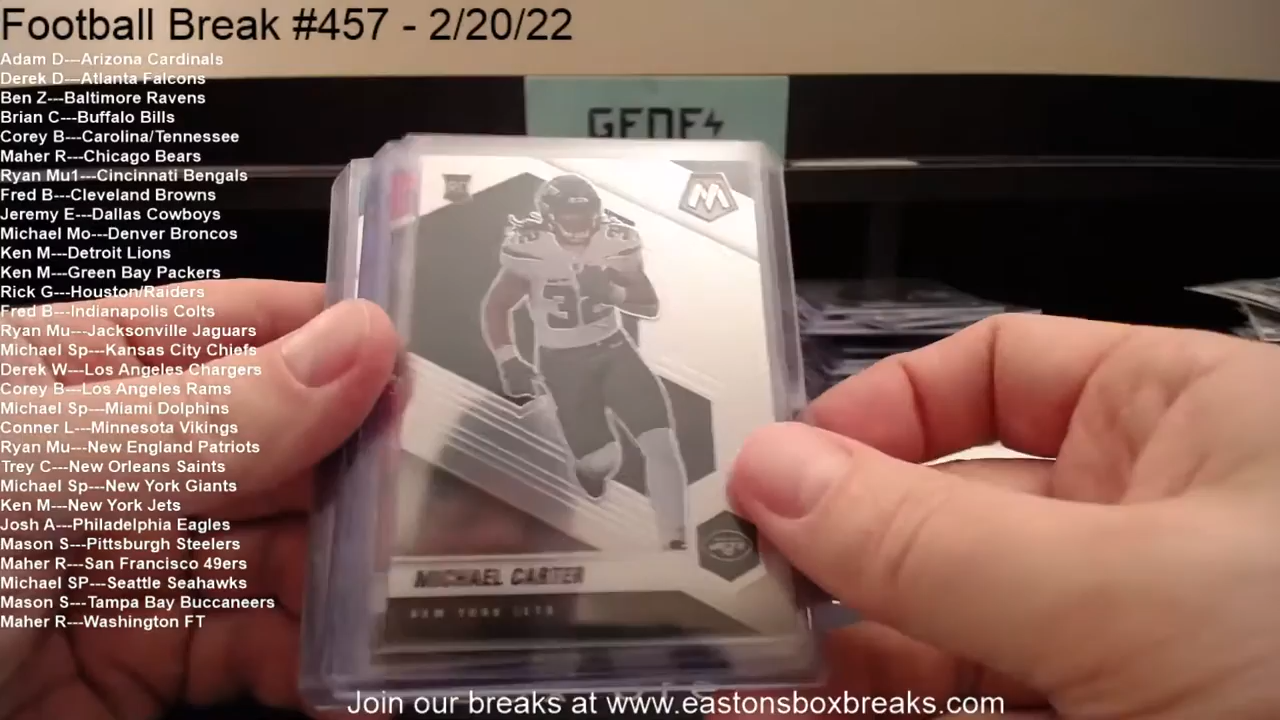 Football Break #457 - 2/20/22
Adam D---Arizona Cardinals
Derek D---Atlanta Falcons
Ben Z---Baltimore Ravens
Brian C---Buffalo Bills
Corey B---Carolina/Tennessee
Maher R---Chicago Bears
Ryan Mu1---Cincinnati Bengals
Fred B---Cleveland Browns
Jeremy E---Dallas Cowboys
Michael Mo---Denver Broncos
Ken M---Detroit Lions
Ken M---Green Bay Packers
Rick G---Houston/Raiders
Fred B---Indianapolis Colts
Ryan Mu---Jacksonville Jaguars
Michael Sp---Kansas City Chiefs
Derek W---Los Angeles Chargers
Corey B---Los Angeles Rams
Michael Sp---Miami Dolphins
Conner L---Minnesota Vikings
Ryan Mu---New England Patriots
Trey C---New Orleans Saints
Michael Sp---New York Giants
Ken M---New York Jets
Josh A---Philadelphia Eagles
Mason S---Pittsburgh Steelers
Maher R---San Francisco 49ers
Michael SP---Seattle Seahawks
Mason S---Tampa Bay Buccaneers
Maher R---Washington FT
RC
M
32
MICHAEL CARTER
NEW YORK JETS
Join our breaks at www.eastonsboxbreaks.com